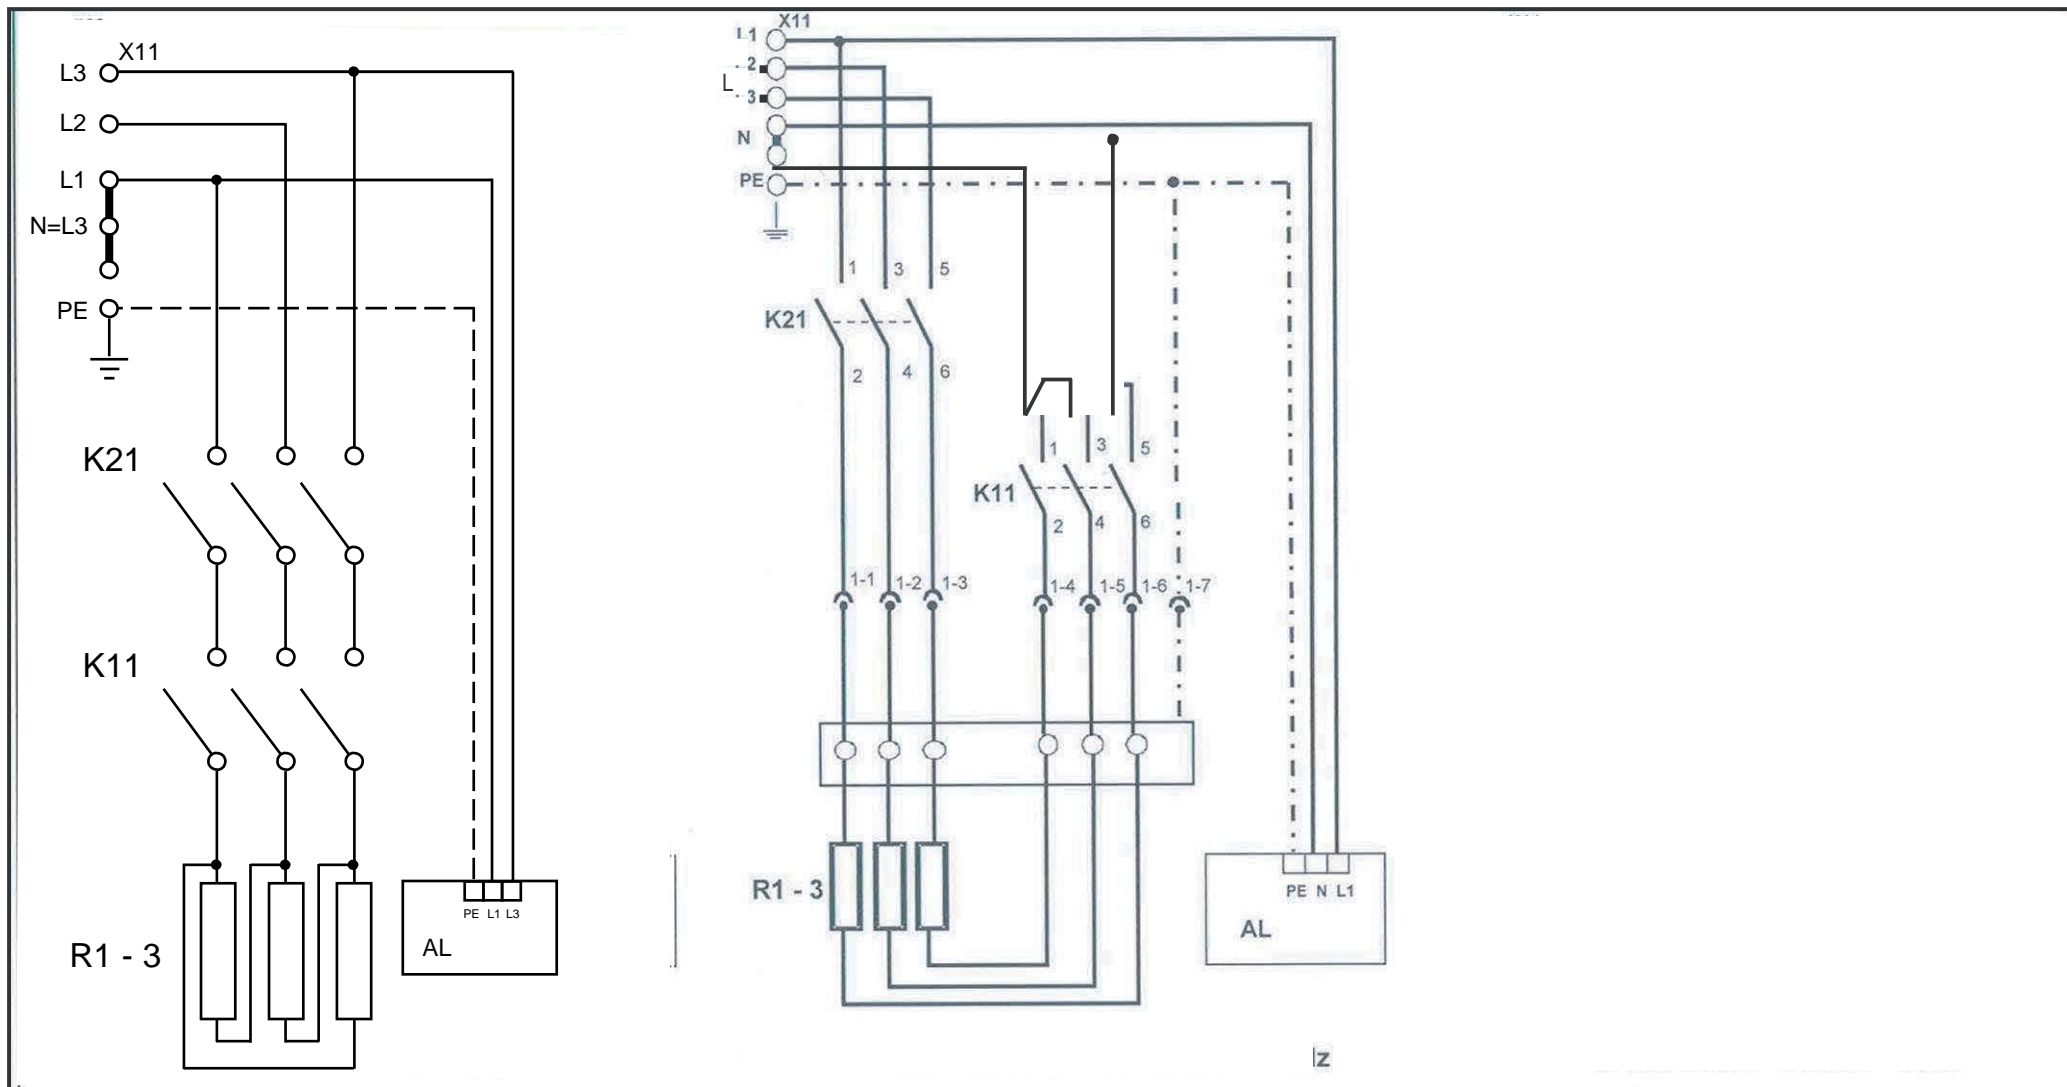 X11
L3
L2
L1
N=L3
PE
K21
K11
R1 - 3
PE L1 L3
AL
X11
L1
2
L
3
N
PE
1 3 5
K21
2 4 6
1 3 5
K11
2 4 6
1-1 1-2 1-3 1-4 1-5 1-6 1-7
R1 - 3
PE N L1
AL
z